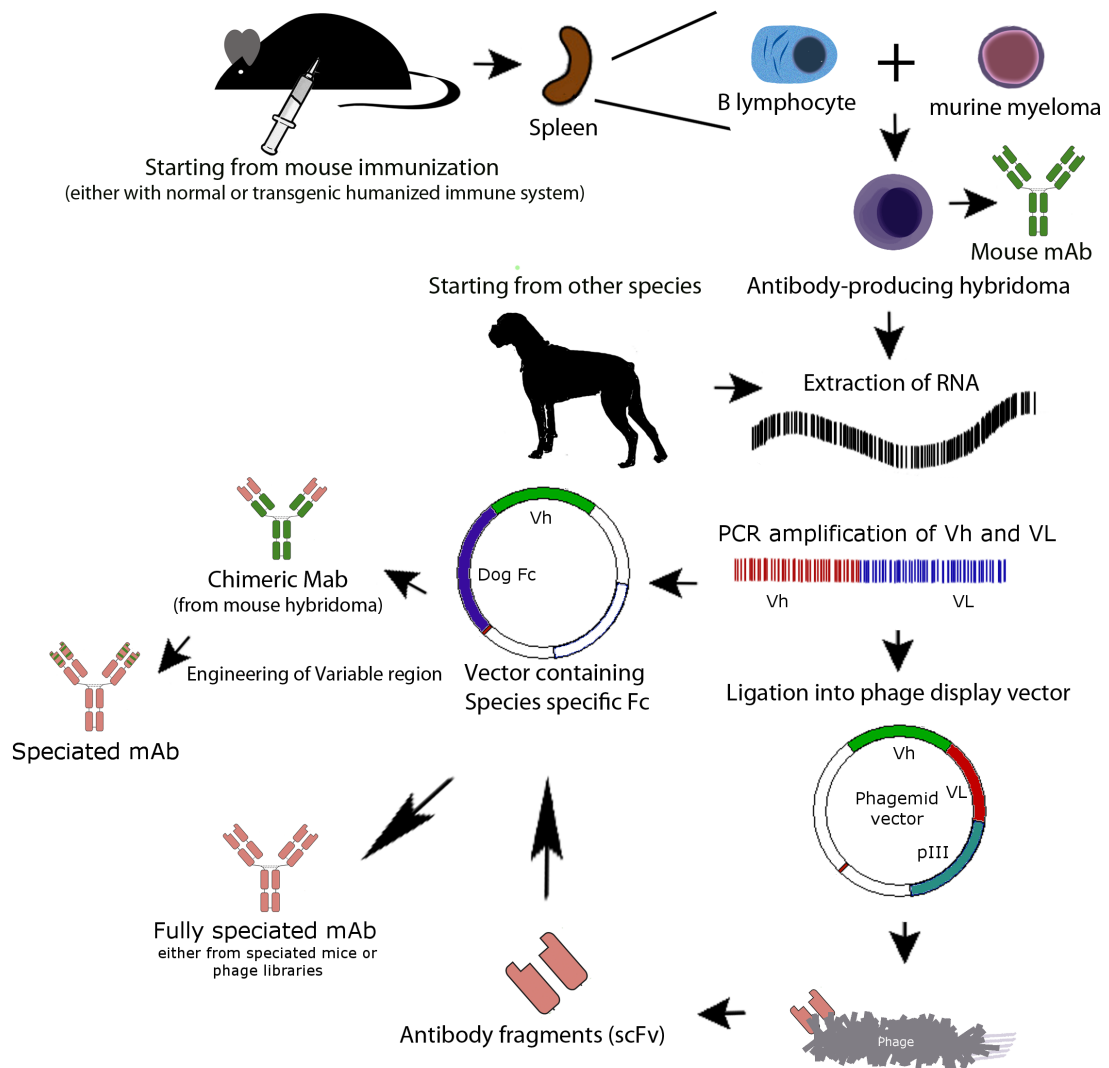 B lymphocyte
murine myeloma
Spleen
Starting from mouse immunization
(either with normal or transgenic humanized immune system)
Mouse mAb
Starting from other species
Antibody-producing hybridoma
Extraction of RNA
PCR amplification of Vh and VL
Vh
VL
Vh
Dog Fc
Vector containing
Species specific Fc
Chimeric Mab
(from mouse hybridoma)
Engineering of Variable region
Speciated mAb
Ligation into phage display vector
Vh
VL
Phagemid
vector
pIII
Fully speciated mAb
either from speciated mice or
phage libraries
Antibody fragments (scFv)
Phage